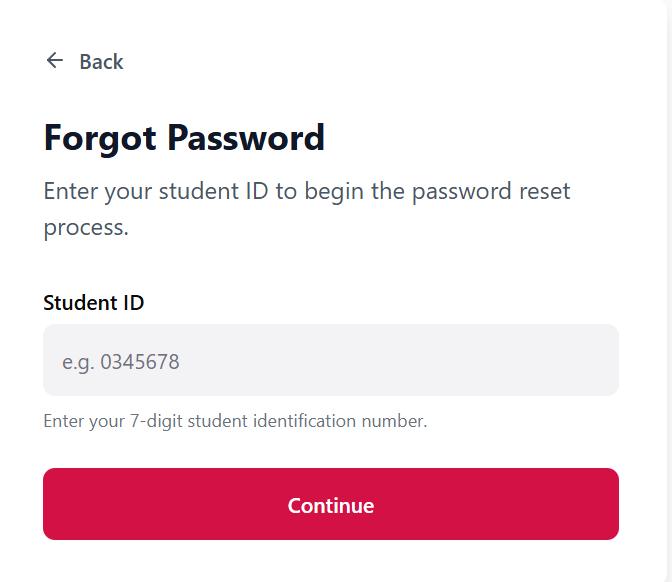 Back
Forgot Password
Enter your student ID to begin the password reset
process.
Student ID
e.g. 0345678
Enter your 7-digit student identification number.
Continue